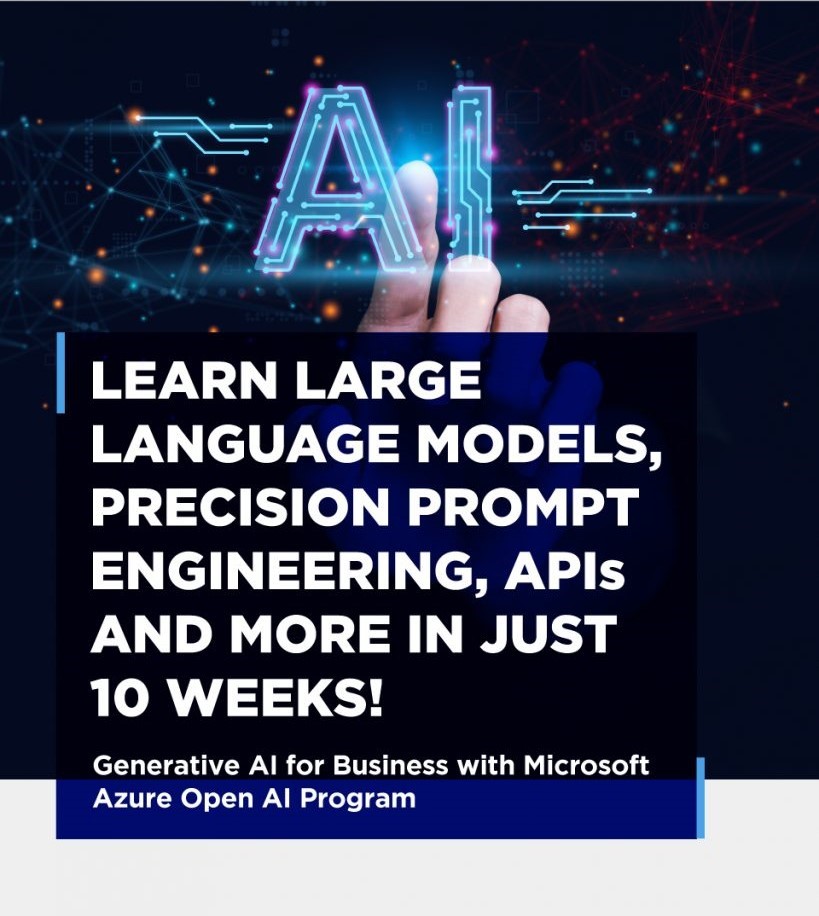 AI
LEARN LARGE
LANGUAGE MODELS,
PRECISION PROMPT
ENGINEERING, APIs
AND MORE IN JUST
10 WEEKS!
Generative AI for Business with Microsoft
Azure Open AI Program